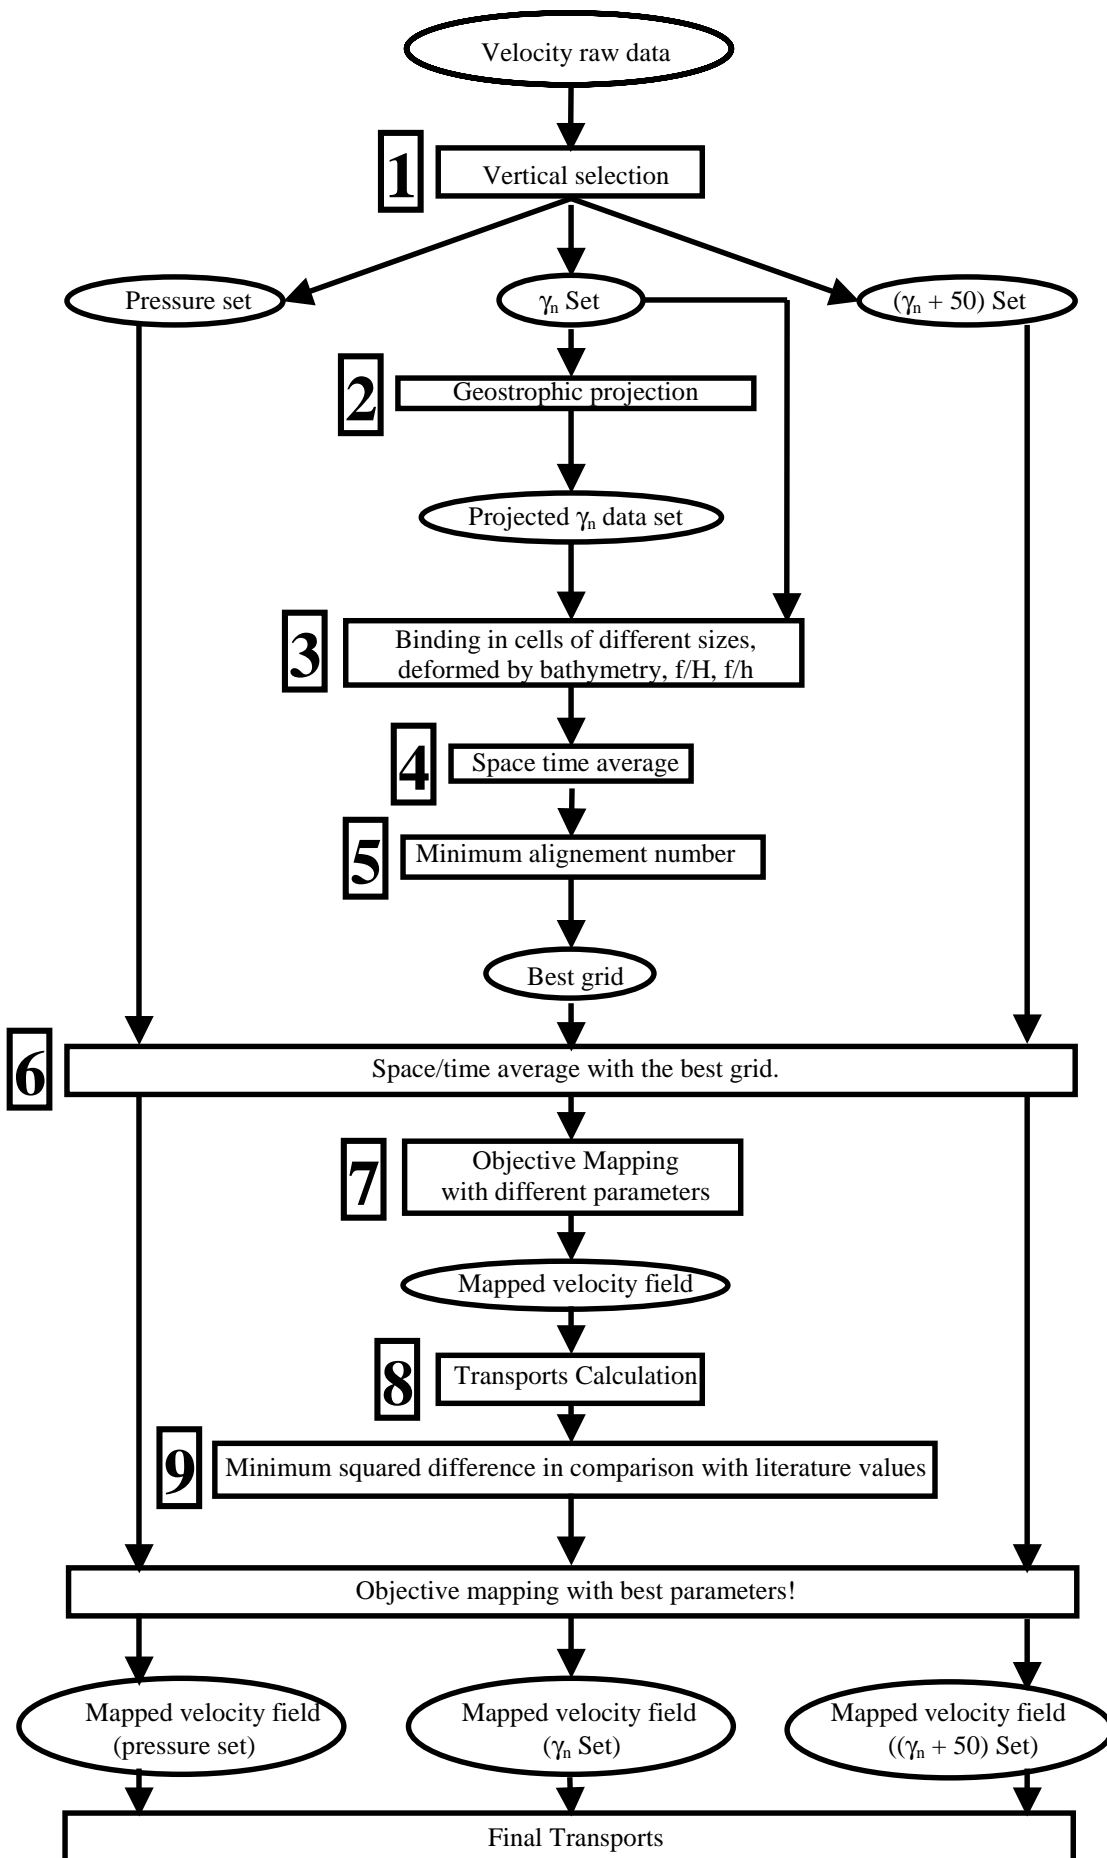 Velocity raw data
1
Vertical selection
Pressure set
γn Set
(γn + 50) Set
2
Geostrophic projection
Projected γn data set
3
Binding in cells of different sizes,
deformed by bathymetry, f/H, f/h
4
Space time average
5
Minimum alignement number
Best grid
6
Space/time average with the best grid.
7
Objective Mapping
with different parameters
Mapped velocity field
8
Transports Calculation
9
Minimum squared difference in comparison with literature values
Objective mapping with best parameters!
Mapped velocity field
(pressure set)
Mapped velocity field
(γn Set)
Mapped velocity field
((γn + 50) Set)
Final Transports